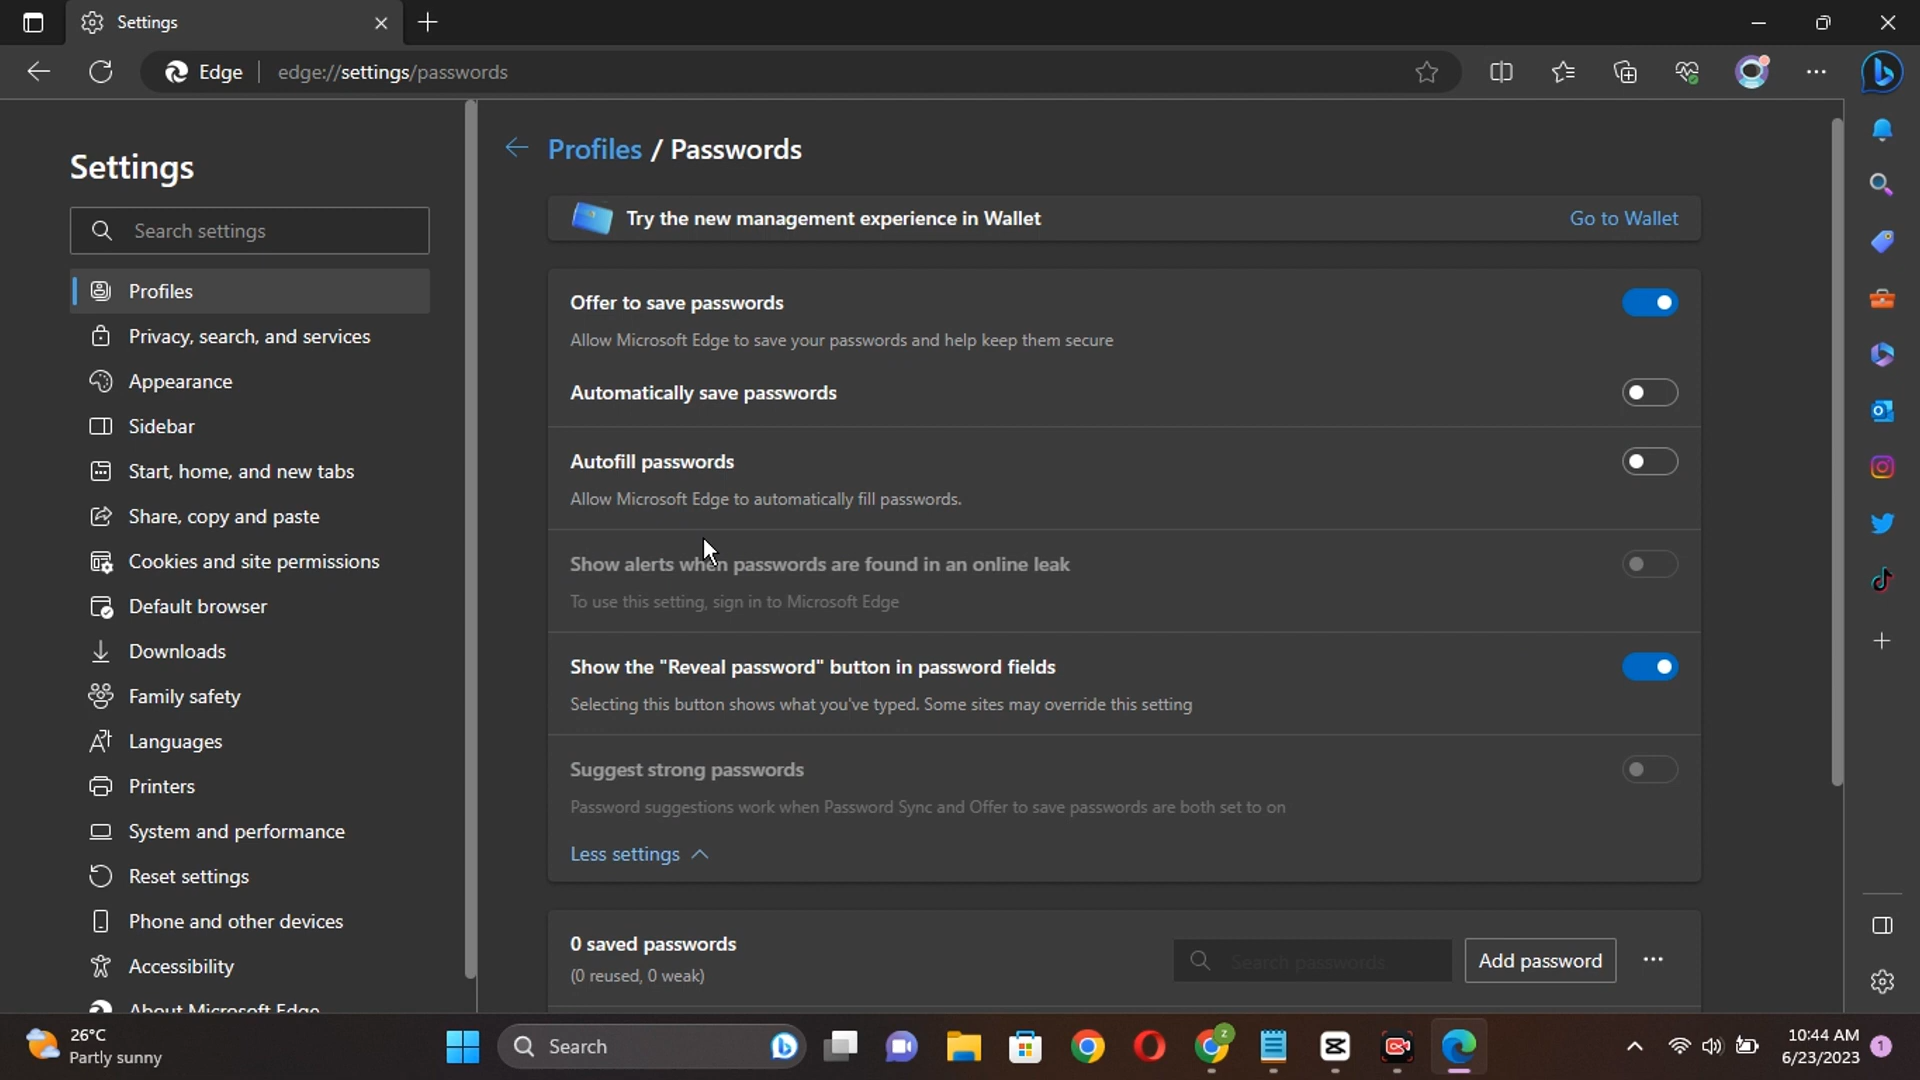 Settings
Edge
edge://settings/passwords
Settings
Search settings
Profiles
Privacy, search, and services
Appearance
Sidebar
Start, home, and new tabs
Share, copy and paste
Cookies and site permissions
Default browser
Downloads
Family safety
Languages
Printers
System and performance
Reset settings
Phone and other devices
Accessibility
About Microsoft Edge
Profiles / Passwords
Try the new management experience in Wallet
Go to Wallet
Offer to save passwords
Allow Microsoft Edge to save your passwords and help keep them secure
Automatically save passwords
Autofill passwords
Allow Microsoft Edge to automatically fill passwords.
Show alerts when passwords are found in an online leak
To use this setting, sign in to Microsoft Edge
Show the "Reveal password" button in password fields
Selecting this button shows what you've typed. Some sites may override this setting
Suggest strong passwords
Password suggestions work when Password Sync and Offer to save passwords are both set to on
Less settings
0 saved passwords
(0 reused, 0 weak)
Search passwords
Add password
26°C
Partly sunny
Search
10:44 AM
6/23/2023
1